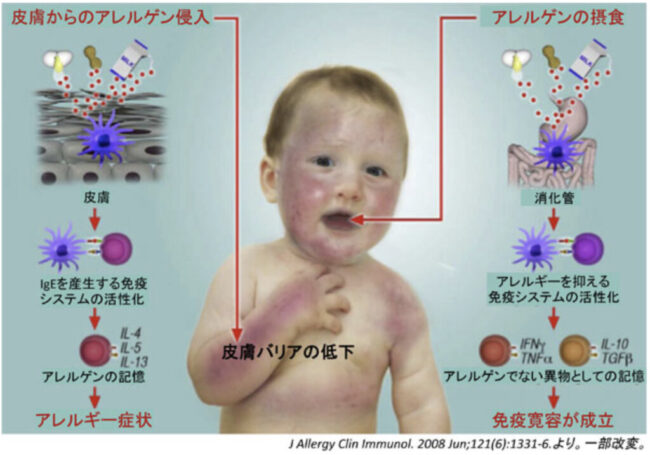 皮膚からのアレルゲン侵入
アレルゲンの摂食
MILK
MILK
皮膚
消化管
IgEを産生する免疫
システムの活性化
アレルギーを抑える
免疫システムの活性化
IL-4
IL-5
IL-13
IFNγ
TNFα
IL-10
TGFβ
皮膚バリアの低下
アレルゲンの記憶
アレルゲンでない異物としての記憶
アレルギー症状
免疫寛容が成立
J Allergy Clin Immunol. 2008 Jun;121(6):1331-6.より。一部改変。